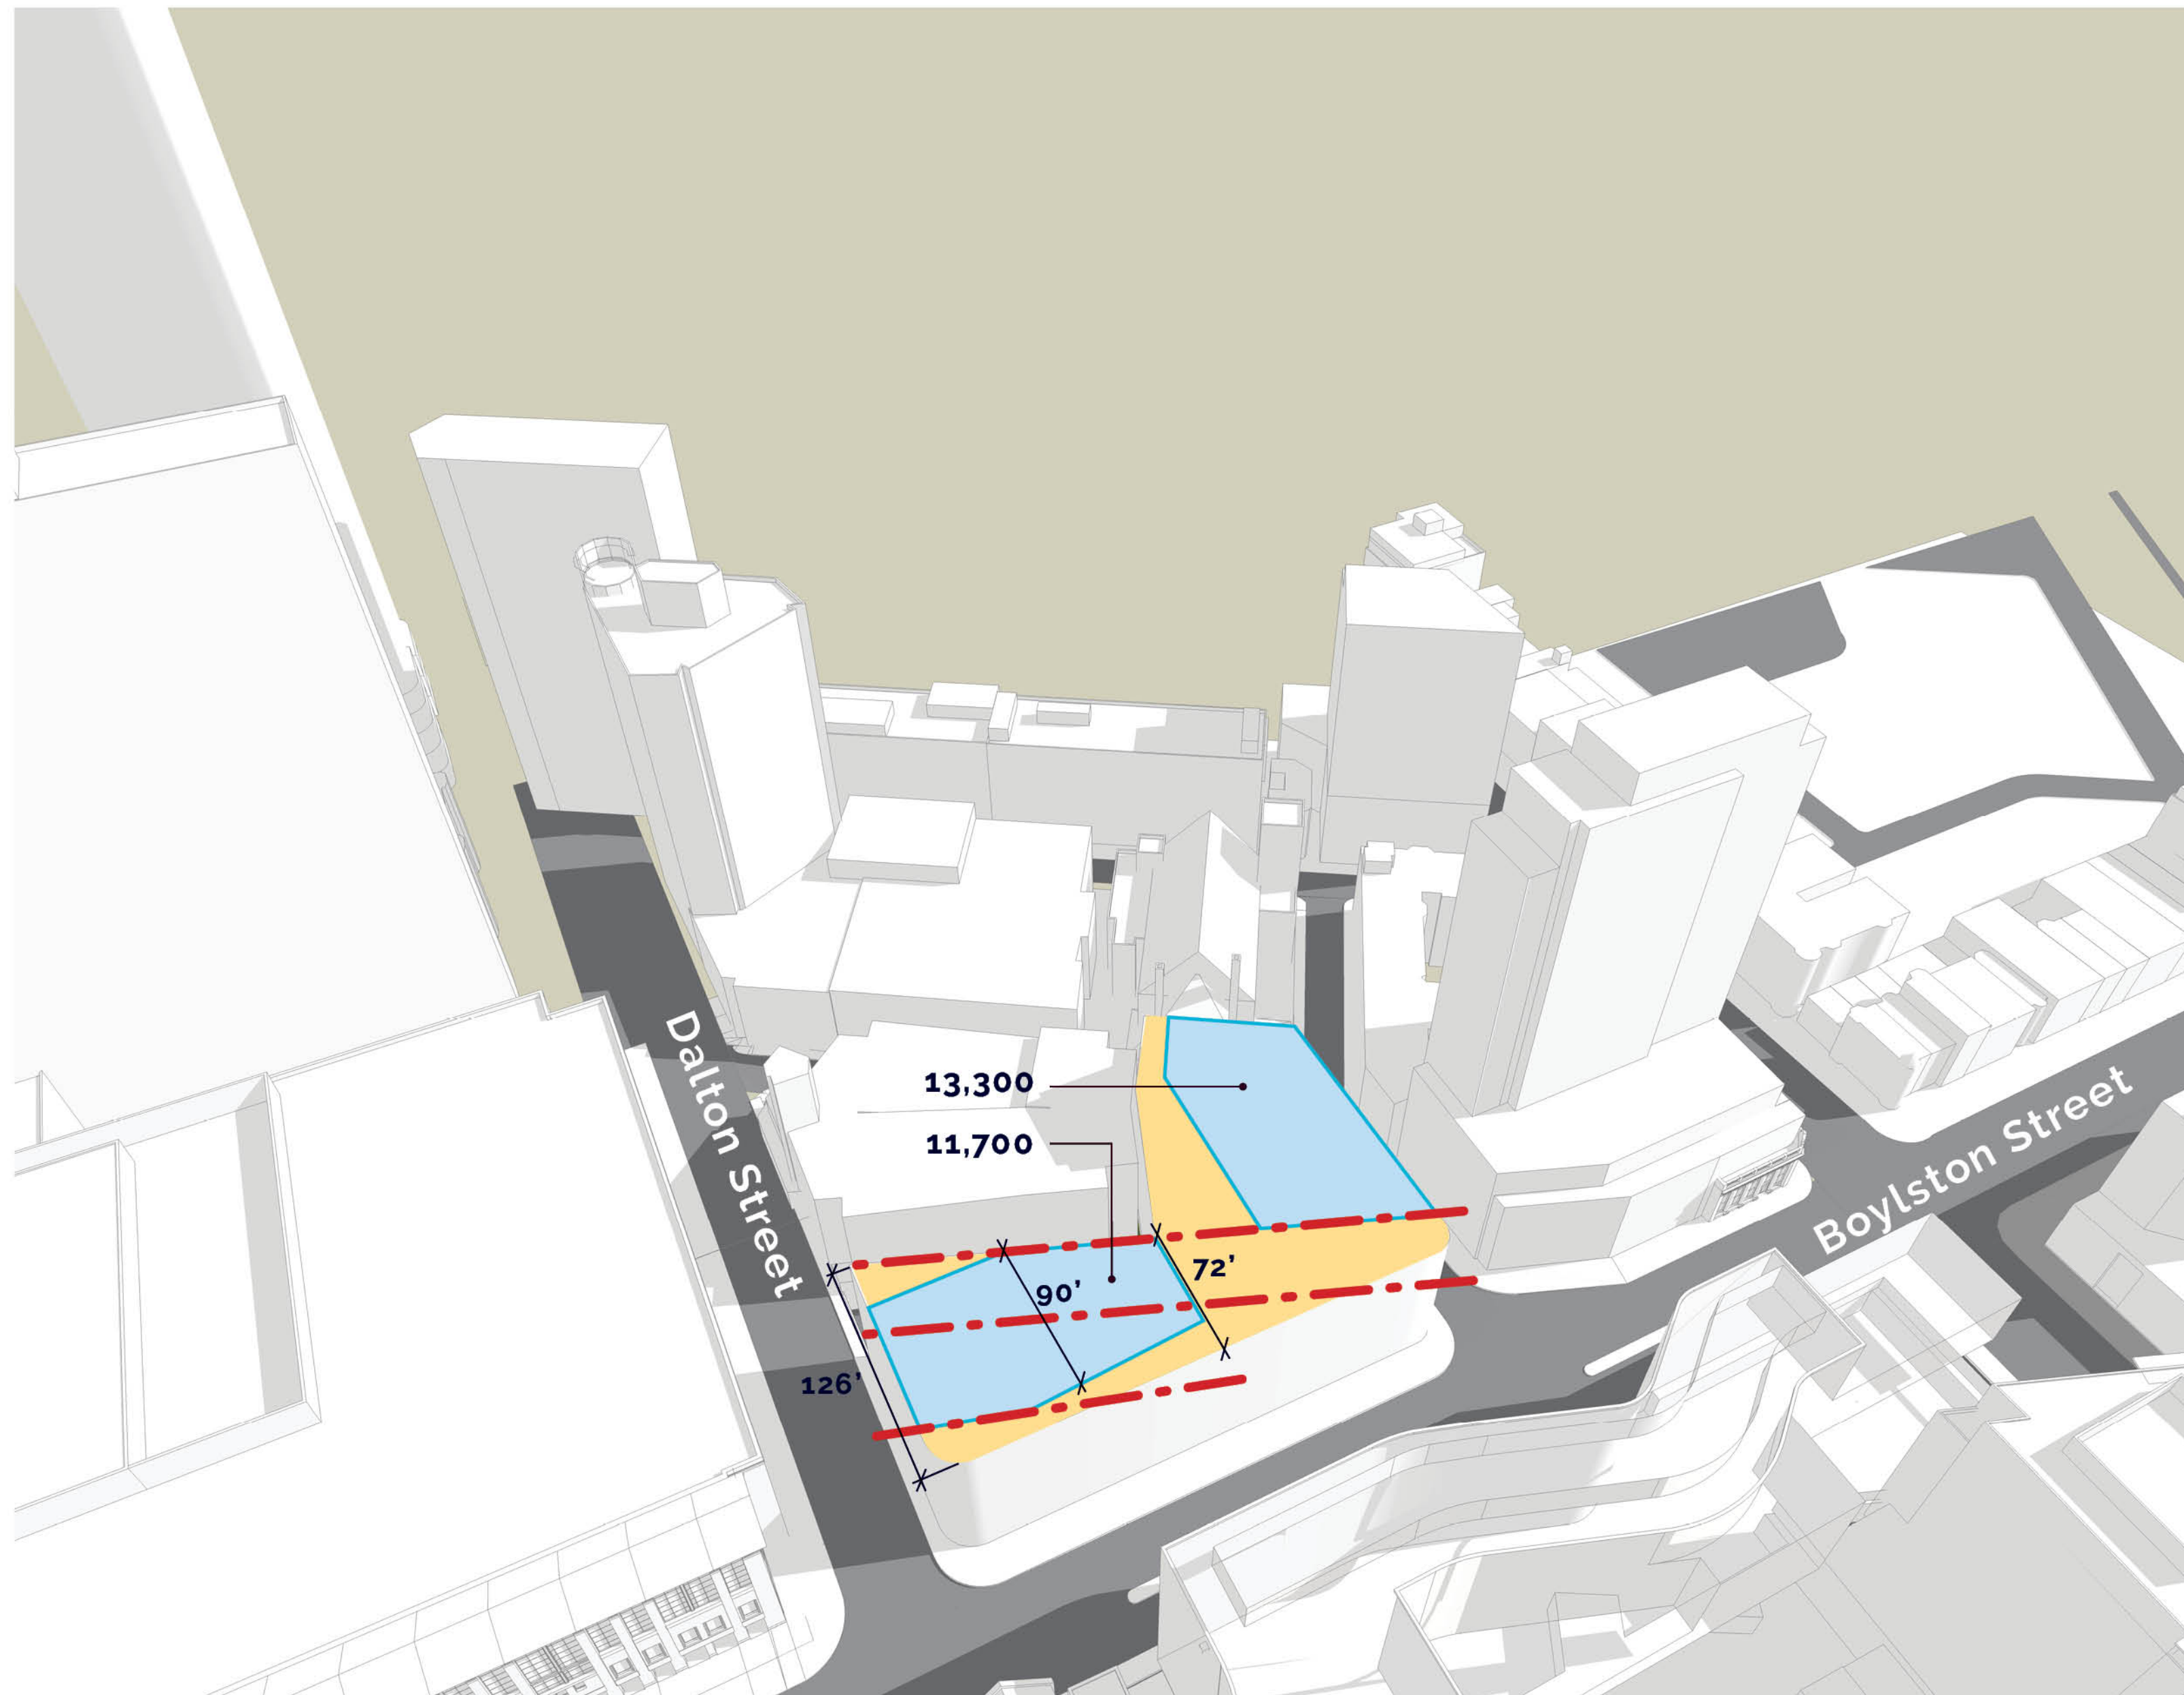 13,300
11,700
Dalton Street
Boylston Street
72’
90’
126’